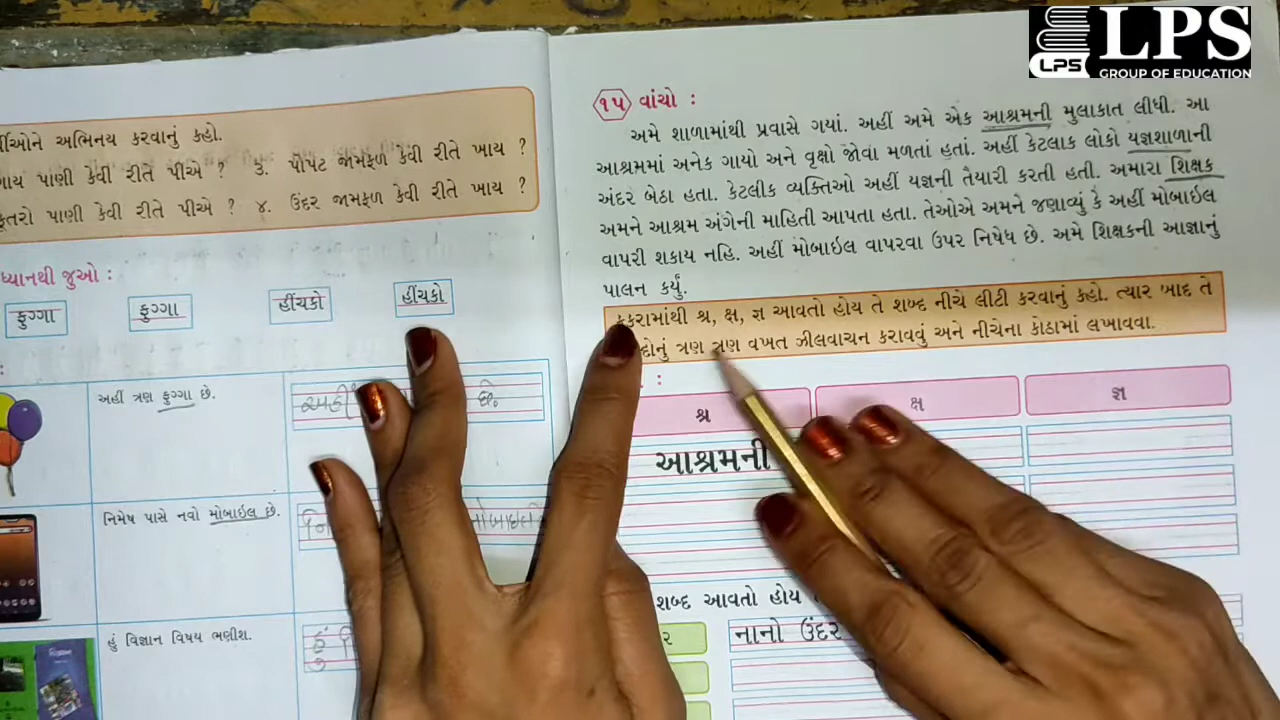 LPS
LPS
GROUP OF EDUCATION
અભિનય કરવાનું કહો.
પાણી કેવી રીતે પીએ ? ૩. પોપટ જામફળ કેવી રીતે ખાય ?
પાણી કેવી રીતે પીએ ? ૪. ઉંદર જામફળ કેવી રીતે ખાય ?
ધ્યાનથી જુઓ :
ફુગ્ગા ફુગ્ગા હીંચકો હીંચકો
અહીં ત્રણ ફુગ્ગા છે.
અહીં છે.
નિમેષ પાસે નવો મોબાઇલ છે.
હું વિજ્ઞાન વિષય ભણીશ.
હું
૧૫ વાંચો :
અમે શાળામાંથી પ્રવાસે ગયાં. અહીં અમે એક આશ્રમની મુલાકાત લીધી. આ
આશ્રમમાં અનેક ગાયો અને વૃક્ષો જોવા મળતાં હતાં. અહીં કેટલાક લોકો યજ્ઞશાળાની
અંદર બેઠા હતા. કેટલીક વ્યક્તિઓ અહીં યજ્ઞની તૈયારી કરતી હતી. અમારા શિક્ષક
અમને આશ્રમ અંગેની માહિતી આપતા હતા. તેઓએ અમને જણાવ્યું કે અહીં મોબાઇલ
વાપરી શકાય નહિ. અહીં મોબાઇલ વાપરવા ઉપર નિષેધ છે. અમે શિક્ષકની આજ્ઞાનું
પાલન કર્યું.
શ્ર, ક્ષ, જ્ઞ આવતો હોય તે શબ્દ નીચે લીટી કરવાનું કહો. ત્યાર બાદ તે
ત્રણ ત્રણ વખત ઝીલવાચન કરાવવું અને નીચેના કોઠામાં લખાવવા.
શ્ર ક્ષ જ્ઞ
આશ્રમની
શબ્દ આવતો હોય
નાનો ઉંદર